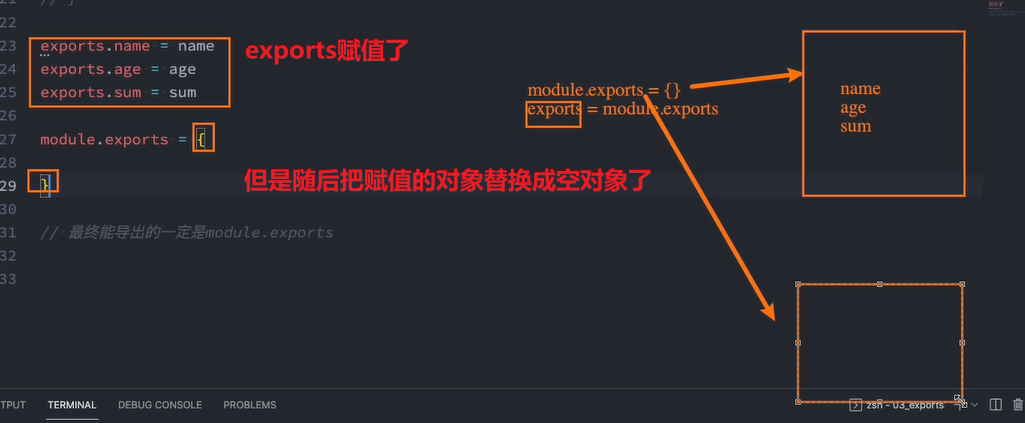 21 // }
22
23 exports.name = name
24 exports.age = age
25 exports.sum = sum
26
27 module.exports = {
28
29 }
30
31 // 最终能导出的一定是module.exports
32
33
exports赋值了
但是随后把赋值的对象替换成空对象了
module.exports = {}
exports = module.exports
name
age
sum
TPUT TERMINAL DEBUG CONSOLE PROBLEMS
zsh - 03_exports